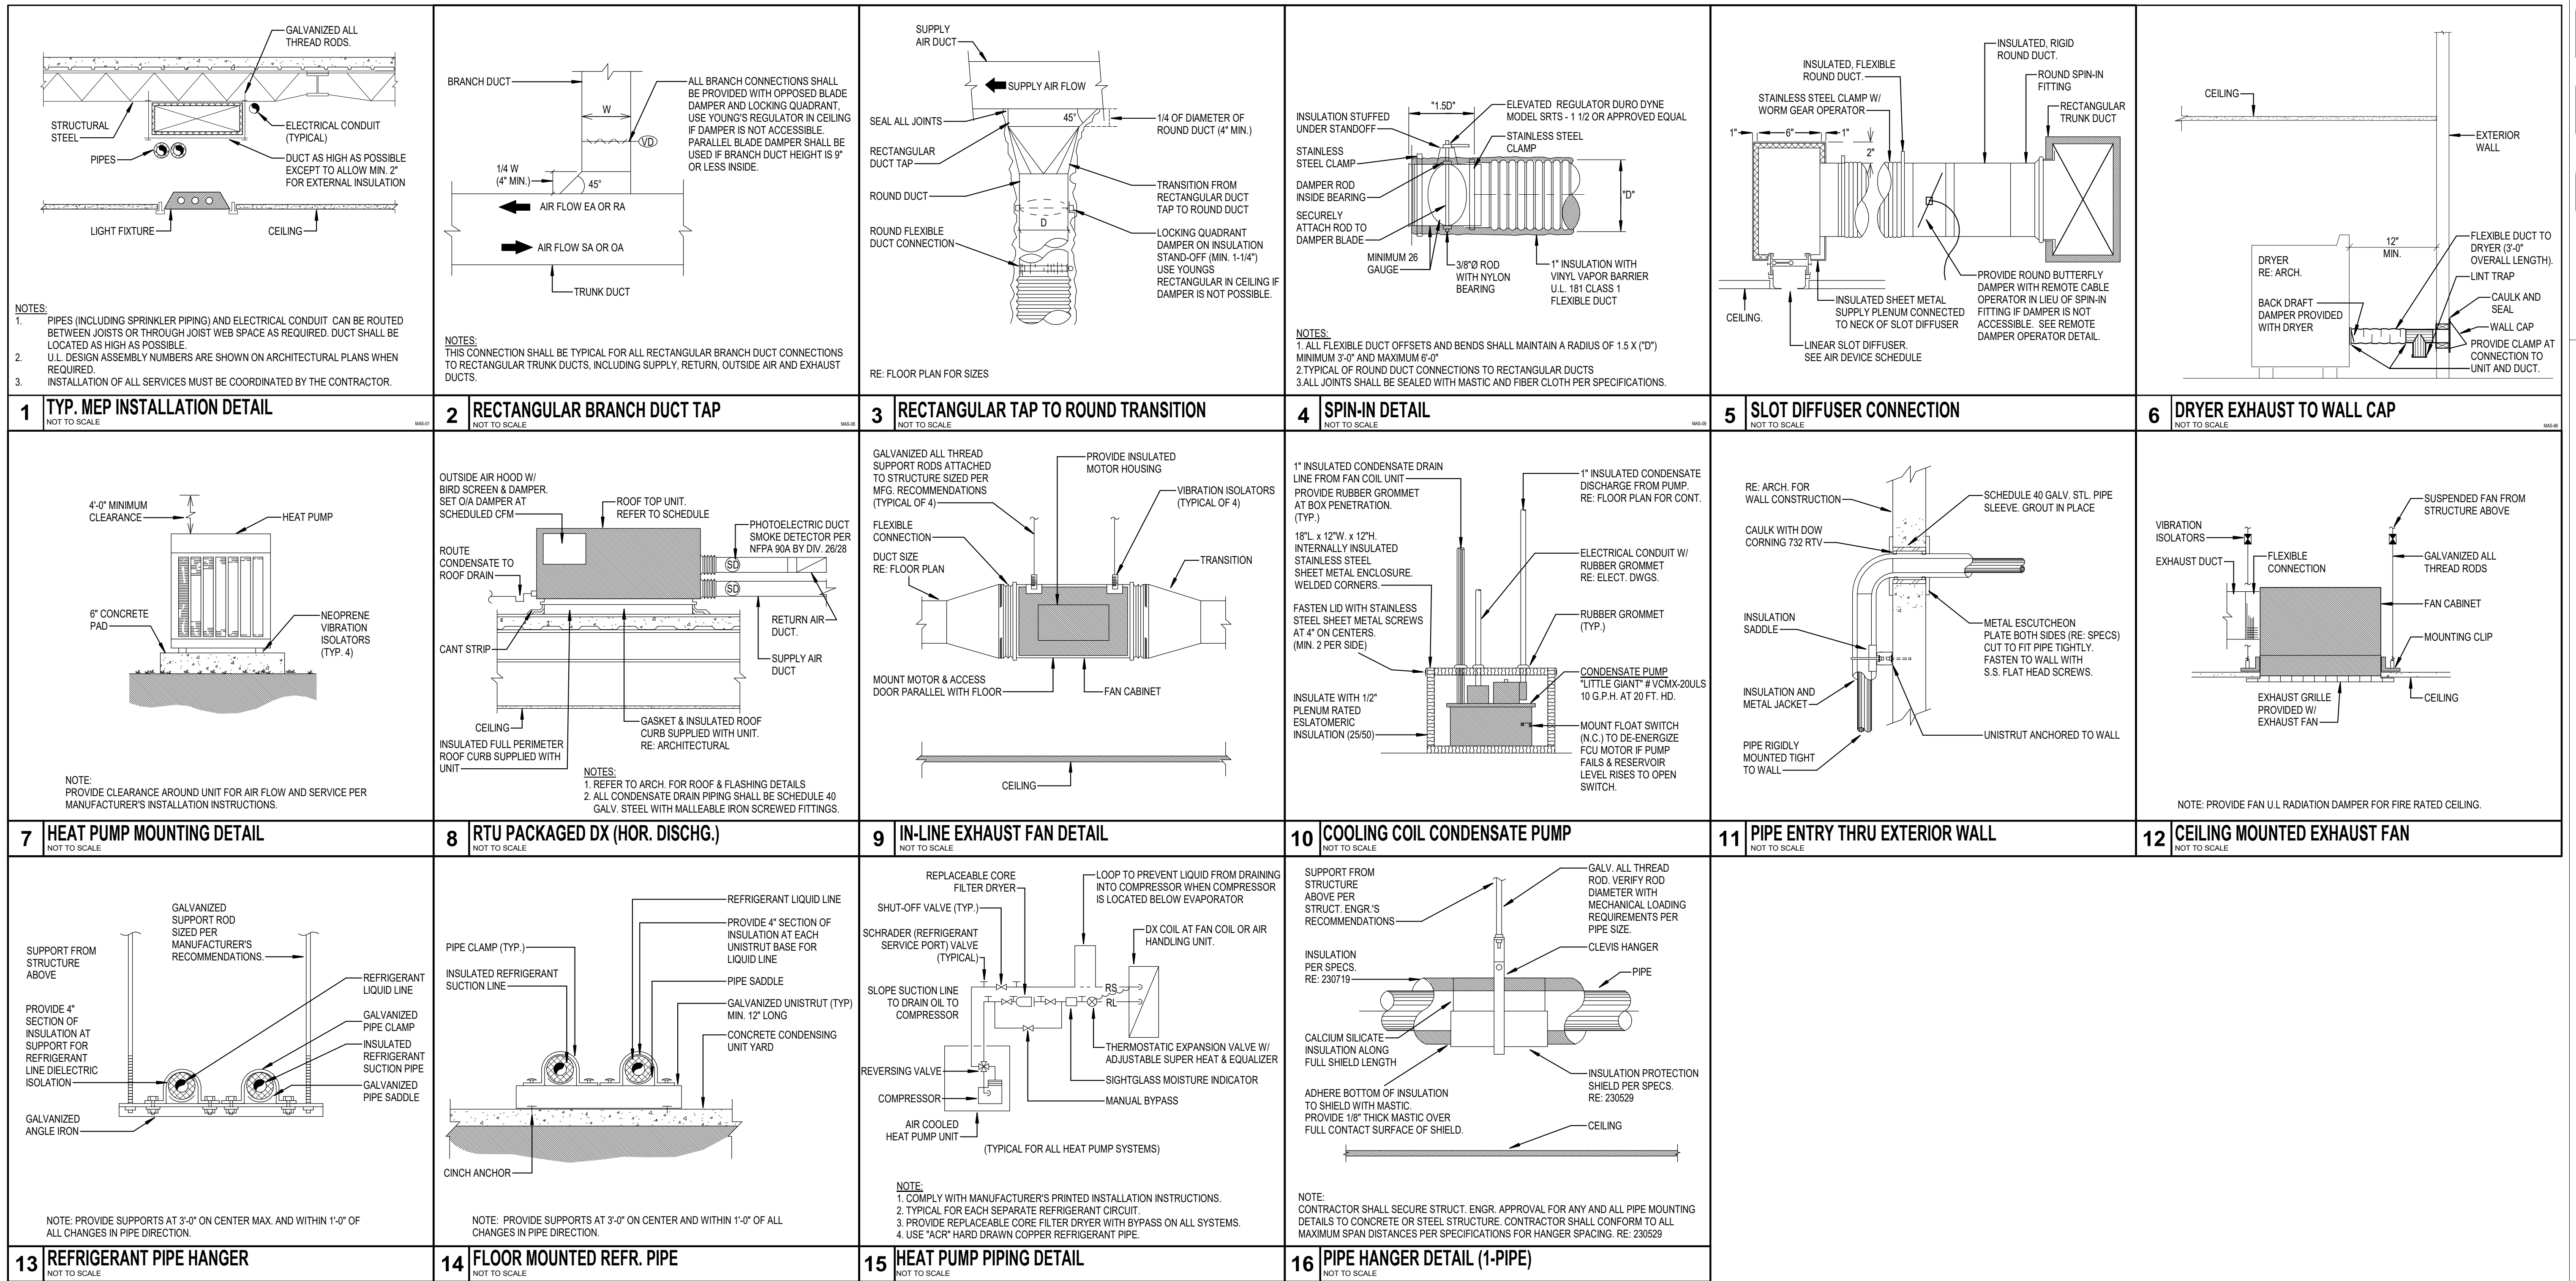 GALVANIZED ALL
THREAD RODS.
STRUCTURAL
STEEL
ELECTRICAL CONDUIT
(TYPICAL)
PIPES
DUCT AS HIGH AS POSSIBLE
EXCEPT TO ALLOW MIN. 2"
FOR EXTERNAL INSULATION
LIGHT FIXTURE
CEILING
NOTES:
1. PIPES (INCLUDING SPRINKLER PIPING) AND ELECTRICAL CONDUIT CAN BE ROUTED
BETWEEN JOISTS OR THROUGH JOIST WEB SPACE AS REQUIRED. DUCT SHALL BE
LOCATED AS HIGH AS POSSIBLE.
2. U.L. DESIGN ASSEMBLY NUMBERS ARE SHOWN ON ARCHITECTURAL PLANS WHEN
REQUIRED.
3. INSTALLATION OF ALL SERVICES MUST BE COORDINATED BY THE CONTRACTOR.
1 TYP. MEP INSTALLATION DETAIL
NOT TO SCALE
MAS-01
BRANCH DUCT
W
ALL BRANCH CONNECTIONS SHALL
BE PROVIDED WITH OPPOSED BLADE
DAMPER AND LOCKING QUADRANT,
USE YOUNG'S REGULATOR IN CEILING
IF DAMPER IS NOT ACCESSIBLE.
PARALLEL BLADE DAMPER SHALL BE
USED IF BRANCH DUCT HEIGHT IS 9"
OR LESS INSIDE.
VD
1/4 W
(4" MIN.)
45°
AIR FLOW EA OR RA
AIR FLOW SA OR OA
TRUNK DUCT
NOTES:
THIS CONNECTION SHALL BE TYPICAL FOR ALL RECTANGULAR BRANCH DUCT CONNECTIONS
TO RECTANGULAR TRUNK DUCTS, INCLUDING SUPPLY, RETURN, OUTSIDE AIR AND EXHAUST
DUCTS.
2 RECTANGULAR BRANCH DUCT TAP
NOT TO SCALE
MAS-08
SUPPLY
AIR DUCT
SUPPLY AIR FLOW
SEAL ALL JOINTS
45°
1/4 OF DIAMETER OF
ROUND DUCT (4" MIN.)
RECTANGULAR
DUCT TAP
ROUND DUCT
TRANSITION FROM
RECTANGULAR DUCT
TAP TO ROUND DUCT
D
ROUND FLEXIBLE
DUCT CONNECTION
LOCKING QUADRANT
DAMPER ON INSULATION
STAND-OFF (MIN. 1-1/4")
USE YOUNGS
RECTANGULAR IN CEILING IF
DAMPER IS NOT POSSIBLE.
RE: FLOOR PLAN FOR SIZES
3 RECTANGULAR TAP TO ROUND TRANSITION
NOT TO SCALE
"1.5D"
ELEVATED REGULATOR DURO DYNE
MODEL SRTS - 1 1/2 OR APPROVED EQUAL
INSULATION STUFFED
UNDER STANDOFF
STAINLESS STEEL
CLAMP
STAINLESS
STEEL CLAMP
DAMPER ROD
INSIDE BEARING
"D"
SECURELY
ATTACH ROD TO
DAMPER BLADE
MINIMUM 26
GAUGE
3/8"Ø ROD
WITH NYLON
BEARING
1" INSULATION WITH
VINYL VAPOR BARRIER
U.L. 181 CLASS 1
FLEXIBLE DUCT
NOTES:
1. ALL FLEXIBLE DUCT OFFSETS AND BENDS SHALL MAINTAIN A RADIUS OF 1.5 X ("D")
MINIMUM 3'-0" AND MAXIMUM 6'-0"
2.TYPICAL OF ROUND DUCT CONNECTIONS TO RECTANGULAR DUCTS
3.ALL JOINTS SHALL BE SEALED WITH MASTIC AND FIBER CLOTH PER SPECIFICATIONS.
4 SPIN-IN DETAIL
NOT TO SCALE
MAS-09
INSULATED, RIGID
ROUND DUCT.
INSULATED, FLEXIBLE
ROUND DUCT.
ROUND SPIN-IN
FITTING
STAINLESS STEEL CLAMP W/
WORM GEAR OPERATOR
RECTANGULAR
TRUNK DUCT
1" 6" 1"
2"
CEILING.
INSULATED SHEET METAL
SUPPLY PLENUM CONNECTED
TO NECK OF SLOT DIFFUSER
LINEAR SLOT DIFFUSER.
SEE AIR DEVICE SCHEDULE
PROVIDE ROUND BUTTERFLY
DAMPER WITH REMOTE CABLE
OPERATOR IN LIEU OF SPIN-IN
FITTING IF DAMPER IS NOT
ACCESSIBLE. SEE REMOTE
DAMPER OPERATOR DETAIL.
5 SLOT DIFFUSER CONNECTION
NOT TO SCALE
CEILING
EXTERIOR
WALL
12"
MIN.
DRYER
RE: ARCH.
BACK DRAFT
DAMPER PROVIDED
WITH DRYER
FLEXIBLE DUCT TO
DRYER (3'-0"
OVERALL LENGTH).
LINT TRAP
CAULK AND
SEAL
WALL CAP
PROVIDE CLAMP AT
CONNECTION TO
UNIT AND DUCT.
6 DRYER EXHAUST TO WALL CAP
NOT TO SCALE
4'-0" MINIMUM
CLEARANCE
HEAT PUMP
6" CONCRETE
PAD
NEOPRENE
VIBRATION
ISOLATORS
(TYP. 4)
NOTE:
PROVIDE CLEARANCE AROUND UNIT FOR AIR FLOW AND SERVICE PER
MANUFACTURER'S INSTALLATION INSTRUCTIONS.
7 HEAT PUMP MOUNTING DETAIL
NOT TO SCALE
OUTSIDE AIR HOOD W/
BIRD SCREEN & DAMPER.
SET O/A DAMPER AT
SCHEDULED CFM
ROOF TOP UNIT.
REFER TO SCHEDULE
PHOTOELECTRIC DUCT
SMOKE DETECTOR PER
NFPA 90A BY DIV. 26/28
ROUTE
CONDENSATE TO
ROOF DRAIN
SD
SD
RETURN AIR
DUCT.
CANT STRIP
SUPPLY AIR
DUCT
CEILING
GASKET & INSULATED ROOF
CURB SUPPLIED WITH UNIT.
RE: ARCHITECTURAL
INSULATED FULL PERIMETER
ROOF CURB SUPPLIED WITH
UNIT
NOTES:
1. REFER TO ARCH. FOR ROOF & FLASHING DETAILS
2. ALL CONDENSATE DRAIN PIPING SHALL BE SCHEDULE 40
GALV. STEEL WITH MALLEABLE IRON SCREWED FITTINGS.
8 RTU PACKAGED DX (HOR. DISCHG.)
NOT TO SCALE
GALVANIZED ALL THREAD
SUPPORT RODS ATTACHED
TO STRUCTURE SIZED PER
MFG. RECOMMENDATIONS
(TYPICAL OF 4)
PROVIDE INSULATED
MOTOR HOUSING
VIBRATION ISOLATORS
(TYPICAL OF 4)
FLEXIBLE
CONNECTION
DUCT SIZE
RE: FLOOR PLAN
TRANSITION
MOUNT MOTOR & ACCESS
DOOR PARALLEL WITH FLOOR
FAN CABINET
CEILING
9 IN-LINE EXHAUST FAN DETAIL
NOT TO SCALE
1" INSULATED CONDENSATE DRAIN
LINE FROM FAN COIL UNIT
PROVIDE RUBBER GROMMET
AT BOX PENETRATION.
(TYP.)
18"L. x 12"W. x 12"H.
INTERNALLY INSULATED
STAINLESS STEEL
SHEET METAL ENCLOSURE.
WELDED CORNERS.
FASTEN LID WITH STAINLESS
STEEL SHEET METAL SCREWS
AT 4" ON CENTERS.
(MIN. 2 PER SIDE)
INSULATE WITH 1/2"
PLENUM RATED
ESLATOMERIC
INSULATION (25/50)
1" INSULATED CONDENSATE
DISCHARGE FROM PUMP.
RE: FLOOR PLAN FOR CONT.
ELECTRICAL CONDUIT W/
RUBBER GROMMET
RE: ELECT. DWGS.
RUBBER GROMMET
(TYP.)
CONDENSATE PUMP
"LITTLE GIANT" # VCMX-20ULS
10 G.P.H. AT 20 FT. HD.
MOUNT FLOAT SWITCH
(N.C.) TO DE-ENERGIZE
FCU MOTOR IF PUMP
FAILS & RESERVOIR
LEVEL RISES TO OPEN
SWITCH.
10 COOLING COIL CONDENSATE PUMP
NOT TO SCALE
RE: ARCH. FOR
WALL CONSTRUCTION
SCHEDULE 40 GALV. STL. PIPE
SLEEVE. GROUT IN PLACE
CAULK WITH DOW
CORNING 732 RTV
INSULATION
SADDLE
METAL ESCUTCHEON
PLATE BOTH SIDES (RE: SPECS)
CUT TO FIT PIPE TIGHTLY.
FASTEN TO WALL WITH
S.S. FLAT HEAD SCREWS.
INSULATION AND
METAL JACKET
UNISTRUT ANCHORED TO WALL
PIPE RIGIDLY
MOUNTED TIGHT
TO WALL
11 PIPE ENTRY THRU EXTERIOR WALL
NOT TO SCALE
SUSPENDED FAN FROM
STRUCTURE ABOVE
VIBRATION
ISOLATORS
EXHAUST DUCT
FLEXIBLE
CONNECTION
GALVANIZED ALL
THREAD RODS
FAN CABINET
MOUNTING CLIP
EXHAUST GRILLE
PROVIDED W/
EXHAUST FAN
CEILING
NOTE: PROVIDE FAN U.L RADIATION DAMPER FOR FIRE RATED CEILING.
12 CEILING MOUNTED EXHAUST FAN
NOT TO SCALE
GALVANIZED
SUPPORT ROD
SIZED PER
MANUFACTURER'S
RECOMMENDATIONS.
SUPPORT FROM
STRUCTURE
ABOVE
REFRIGERANT
LIQUID LINE
PROVIDE 4"
SECTION OF
INSULATION AT
SUPPORT FOR
REFRIGERANT
LINE DIELECTRIC
ISOLATION
GALVANIZED
PIPE CLAMP
INSULATED
REFRIGERANT
SUCTION PIPE
GALVANIZED
PIPE SADDLE
GALVANIZED
ANGLE IRON
NOTE: PROVIDE SUPPORTS AT 3'-0" ON CENTER MAX. AND WITHIN 1'-0" OF
ALL CHANGES IN PIPE DIRECTION.
13 REFRIGERANT PIPE HANGER
NOT TO SCALE
REFRIGERANT LIQUID LINE
PROVIDE 4" SECTION OF
INSULATION AT EACH
UNISTRUT BASE FOR
LIQUID LINE
PIPE CLAMP (TYP.)
INSULATED REFRIGERANT
SUCTION LINE
PIPE SADDLE
GALVANIZED UNISTRUT (TYP)
MIN. 12" LONG
CONCRETE CONDENSING
UNIT YARD
CINCH ANCHOR
NOTE: PROVIDE SUPPORTS AT 3'-0" ON CENTER AND WITHIN 1'-0" OF ALL
CHANGES IN PIPE DIRECTION.
14 FLOOR MOUNTED REFR. PIPE
NOT TO SCALE
REPLACEABLE CORE
FILTER DRYER
LOOP TO PREVENT LIQUID FROM DRAINING
INTO COMPRESSOR WHEN COMPRESSOR
IS LOCATED BELOW EVAPORATOR
SHUT-OFF VALVE (TYP.)
SCHRADER (REFRIGERANT
SERVICE PORT) VALVE
(TYPICAL)
DX COIL AT FAN COIL OR AIR
HANDLING UNIT.
SLOPE SUCTION LINE
TO DRAIN OIL TO
COMPRESSOR
RS
RL
THERMOSTATIC EXPANSION VALVE W/
ADJUSTABLE SUPER HEAT & EQUALIZER
REVERSING VALVE
SIGHTGLASS MOISTURE INDICATOR
COMPRESSOR
MANUAL BYPASS
AIR COOLED
HEAT PUMP UNIT
(TYPICAL FOR ALL HEAT PUMP SYSTEMS)
NOTE:
1. COMPLY WITH MANUFACTURER'S PRINTED INSTALLATION INSTRUCTIONS.
2. TYPICAL FOR EACH SEPARATE REFRIGERANT CIRCUIT.
3. PROVIDE REPLACEABLE CORE FILTER DRYER WITH BYPASS ON ALL SYSTEMS.
4. USE "ACR" HARD DRAWN COPPER REFRIGERANT PIPE.
15 HEAT PUMP PIPING DETAIL
NOT TO SCALE
SUPPORT FROM
STRUCTURE
ABOVE PER
STRUCT. ENGR.'S
RECOMMENDATIONS
GALV. ALL THREAD
ROD. VERIFY ROD
DIAMETER WITH
MECHANICAL LOADING
REQUIREMENTS PER
PIPE SIZE.
CLEVIS HANGER
INSULATION
PER SPECS.
RE: 230719
PIPE
CALCIUM SILICATE
INSULATION ALONG
FULL SHIELD LENGTH
INSULATION PROTECTION
SHIELD PER SPECS.
RE: 230529
ADHERE BOTTOM OF INSULATION
TO SHIELD WITH MASTIC.
PROVIDE 1/8" THICK MASTIC OVER
FULL CONTACT SURFACE OF SHIELD.
CEILING
NOTE:
CONTRACTOR SHALL SECURE STRUCT. ENGR. APPROVAL FOR ANY AND ALL PIPE MOUNTING
DETAILS TO CONCRETE OR STEEL STRUCTURE. CONTRACTOR SHALL CONFORM TO ALL
MAXIMUM SPAN DISTANCES PER SPECIFICATIONS FOR HANGER SPACING. RE: 230529
16 PIPE HANGER DETAIL (1-PIPE)
NOT TO SCALE